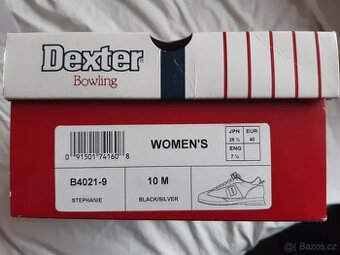 Dexter®
Bowling
0 91501 74160 8
WOMEN'S
JPN EUR
26 ½ 40
ENG
7 ½
B4021-9
10 M
STEPHANIE
BLACK/SILVER
D
Bazos.cz